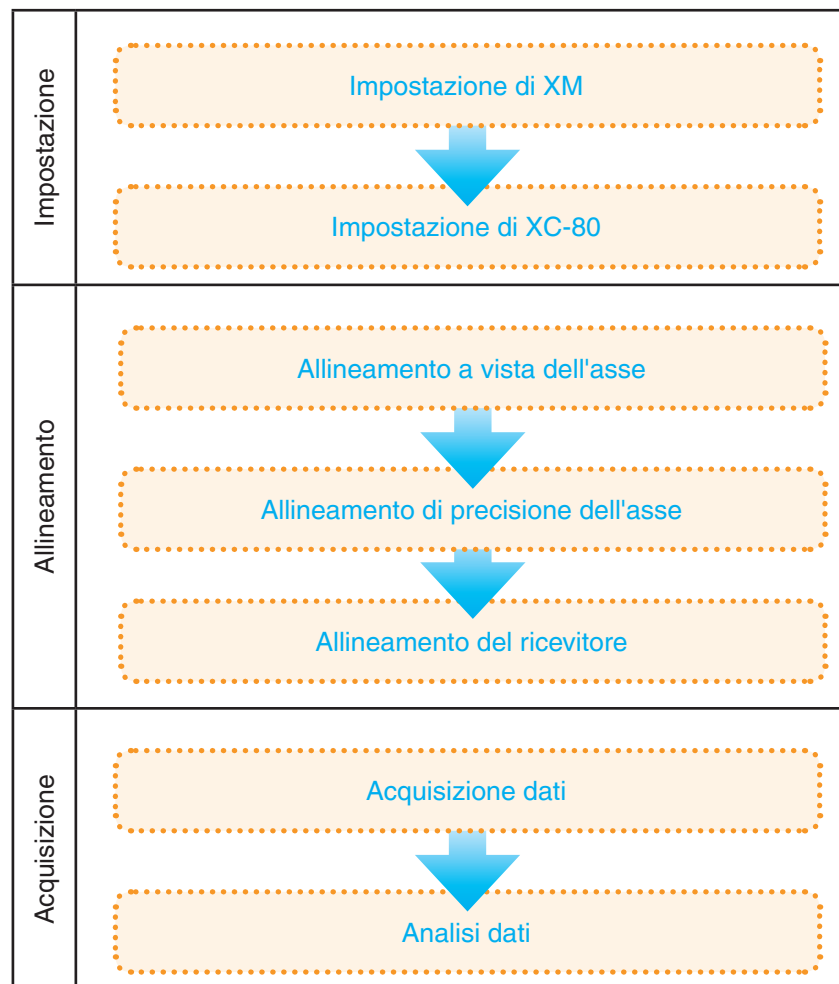 Impostazione
Impostazione di XM
Impostazione di XC-80
Allineamento
Allineamento a vista dell'asse
Allineamento di precisione dell'asse
Allineamento del ricevitore
Acquisizione
Acquisizione dati
Analisi dati